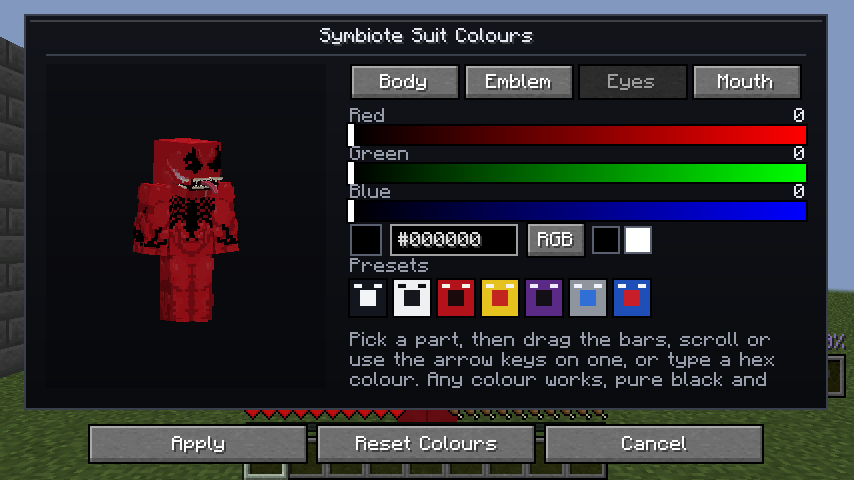 Symbiote Suit Colours
Body Emblem Eyes Mouth
Red 0
Green 0
Blue 0
#000000 RGB
Presets
Pick a part, then drag the bars, scroll or
use the arrow keys on one, or type a hex
colour. Any colour works, pure black and
Apply Reset Colours Cancel